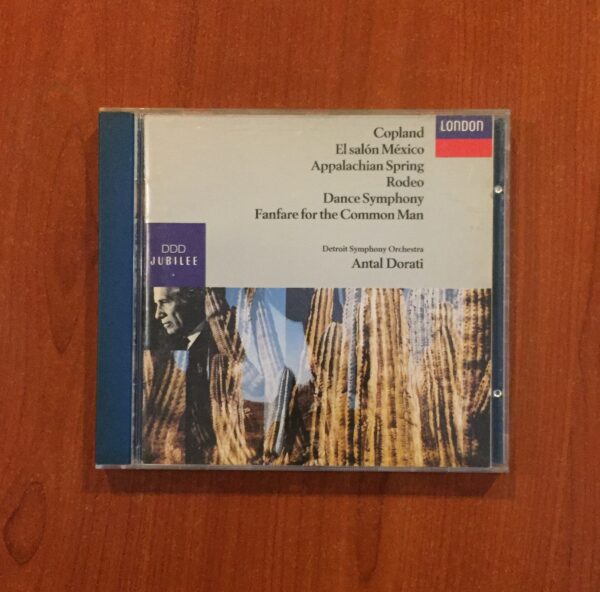 LONDON
Copland
El salón México
Appalachian Spring
Rodeo
Dance Symphony
Fanfare for the Common Man
DDD
JUBILEE
Detroit Symphony Orchestra
Antal Dorati